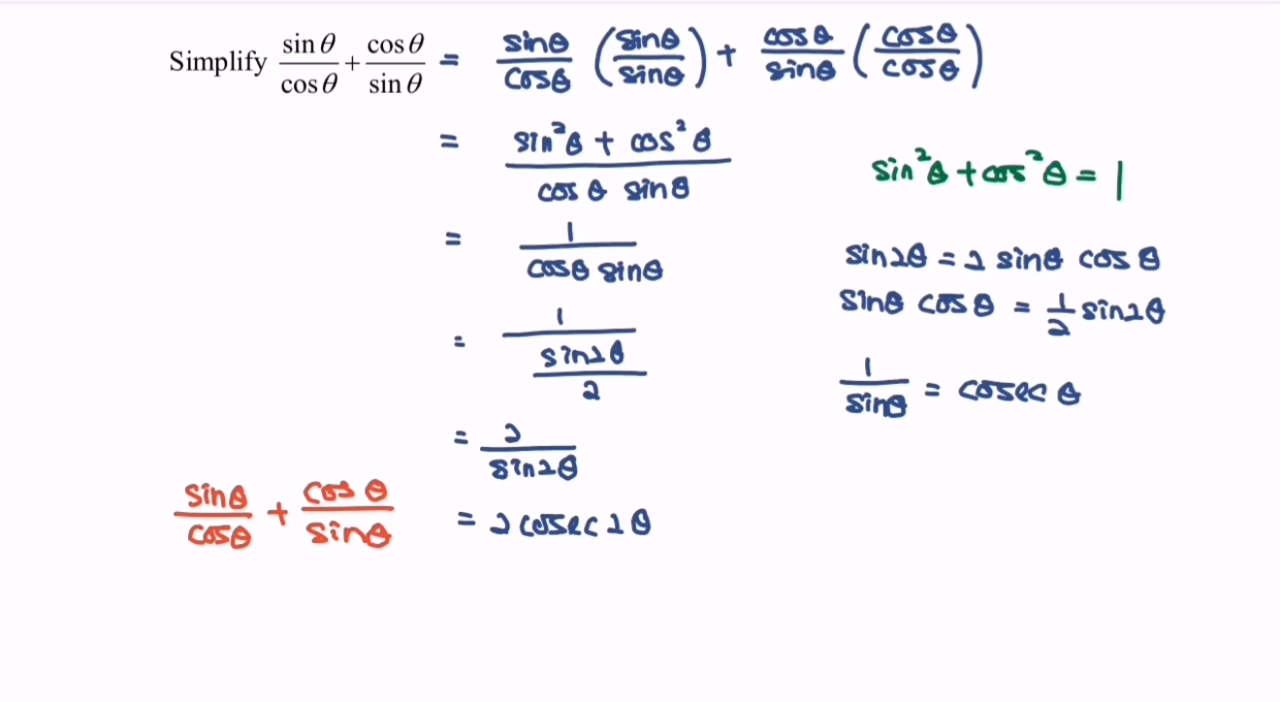 Simplify sinθ/cosθ + cosθ/sinθ = sinθ/cosθ (sinθ/sinθ) + cosθ/sinθ (cosθ/cosθ)
= (sin²θ + cos²θ)/(cosθ sinθ)
sin²θ + cos²θ = 1
= 1/(cosθ sinθ)
sin2θ = 2 sinθ cosθ
sinθ cosθ = 1/2 sin2θ
= 1/(sin2θ/2)
1/sinθ = cosec θ
= 2/sin2θ
sinθ/cosθ + cosθ/sinθ = 2 cosec 2θ